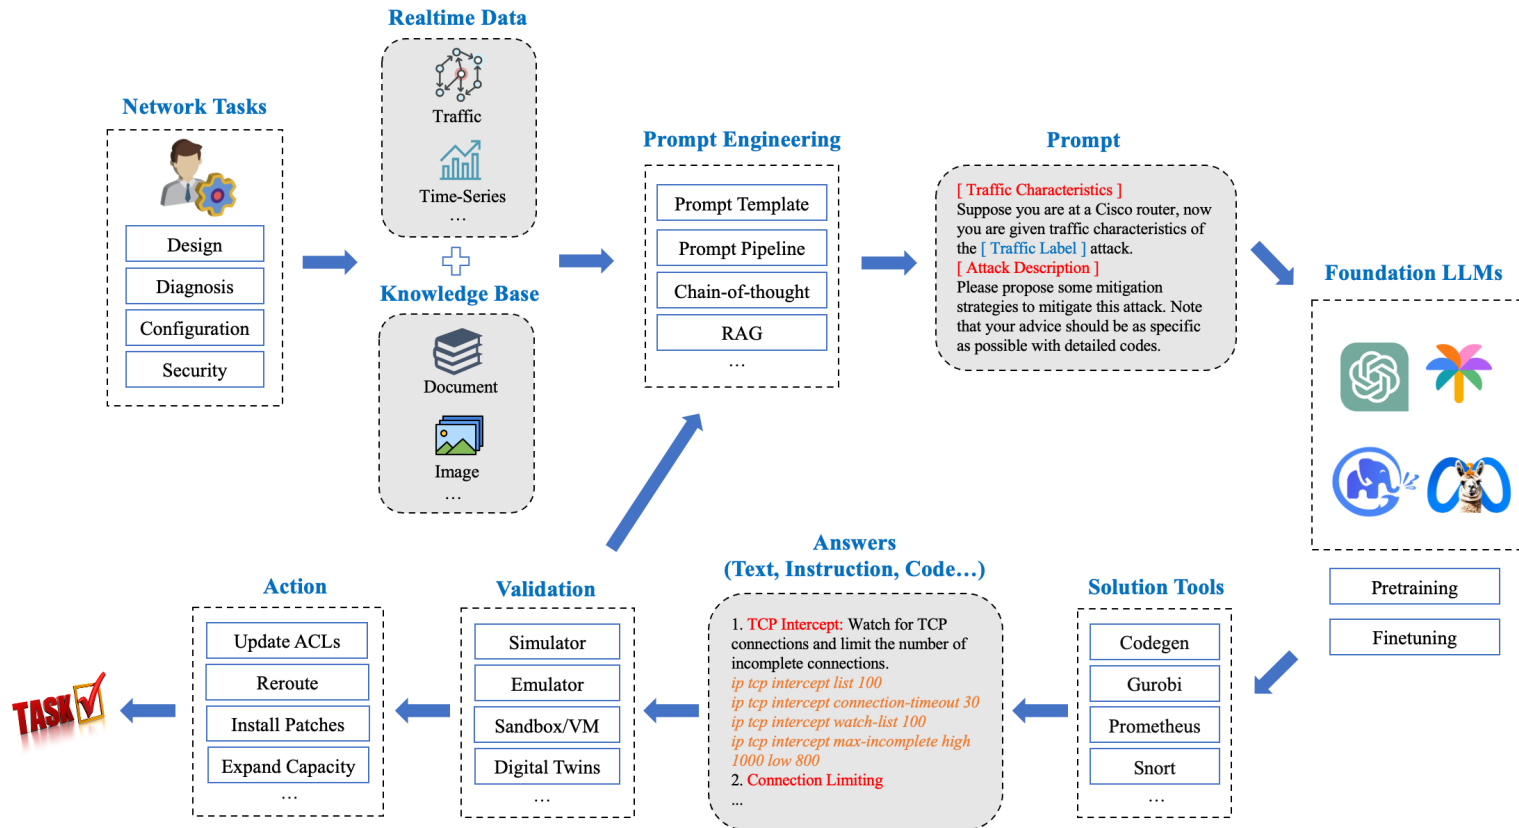 Network Tasks
Design
Diagnosis
Configuration
Security
Realtime Data
Traffic
Time-Series
...
Knowledge Base
Document
Image
...
Prompt Engineering
Prompt Template
Prompt Pipeline
Chain-of-thought
RAG
...
Prompt
[ Traffic Characteristics ]
Suppose you are at a Cisco router, now
you are given traffic characteristics of
the [ Traffic Label ] attack.
[ Attack Description ]
Please propose some mitigation
strategies to mitigate this attack. Note
that your advice should be as specific
as possible with detailed codes.
Foundation LLMs
Pretraining
Finetuning
Solution Tools
Codegen
Gurobi
Prometheus
Snort
...
Answers
(Text, Instruction, Code…)
1. TCP Intercept: Watch for TCP
connections and limit the number of
incomplete connections.
ip tcp intercept list 100
ip tcp intercept connection-timeout 30
ip tcp intercept watch-list 100
ip tcp intercept max-incomplete high
1000 low 800
2. Connection Limiting
...
Validation
Simulator
Emulator
Sandbox/VM
Digital Twins
...
Action
Update ACLs
Reroute
Install Patches
Expand Capacity
...
TASK